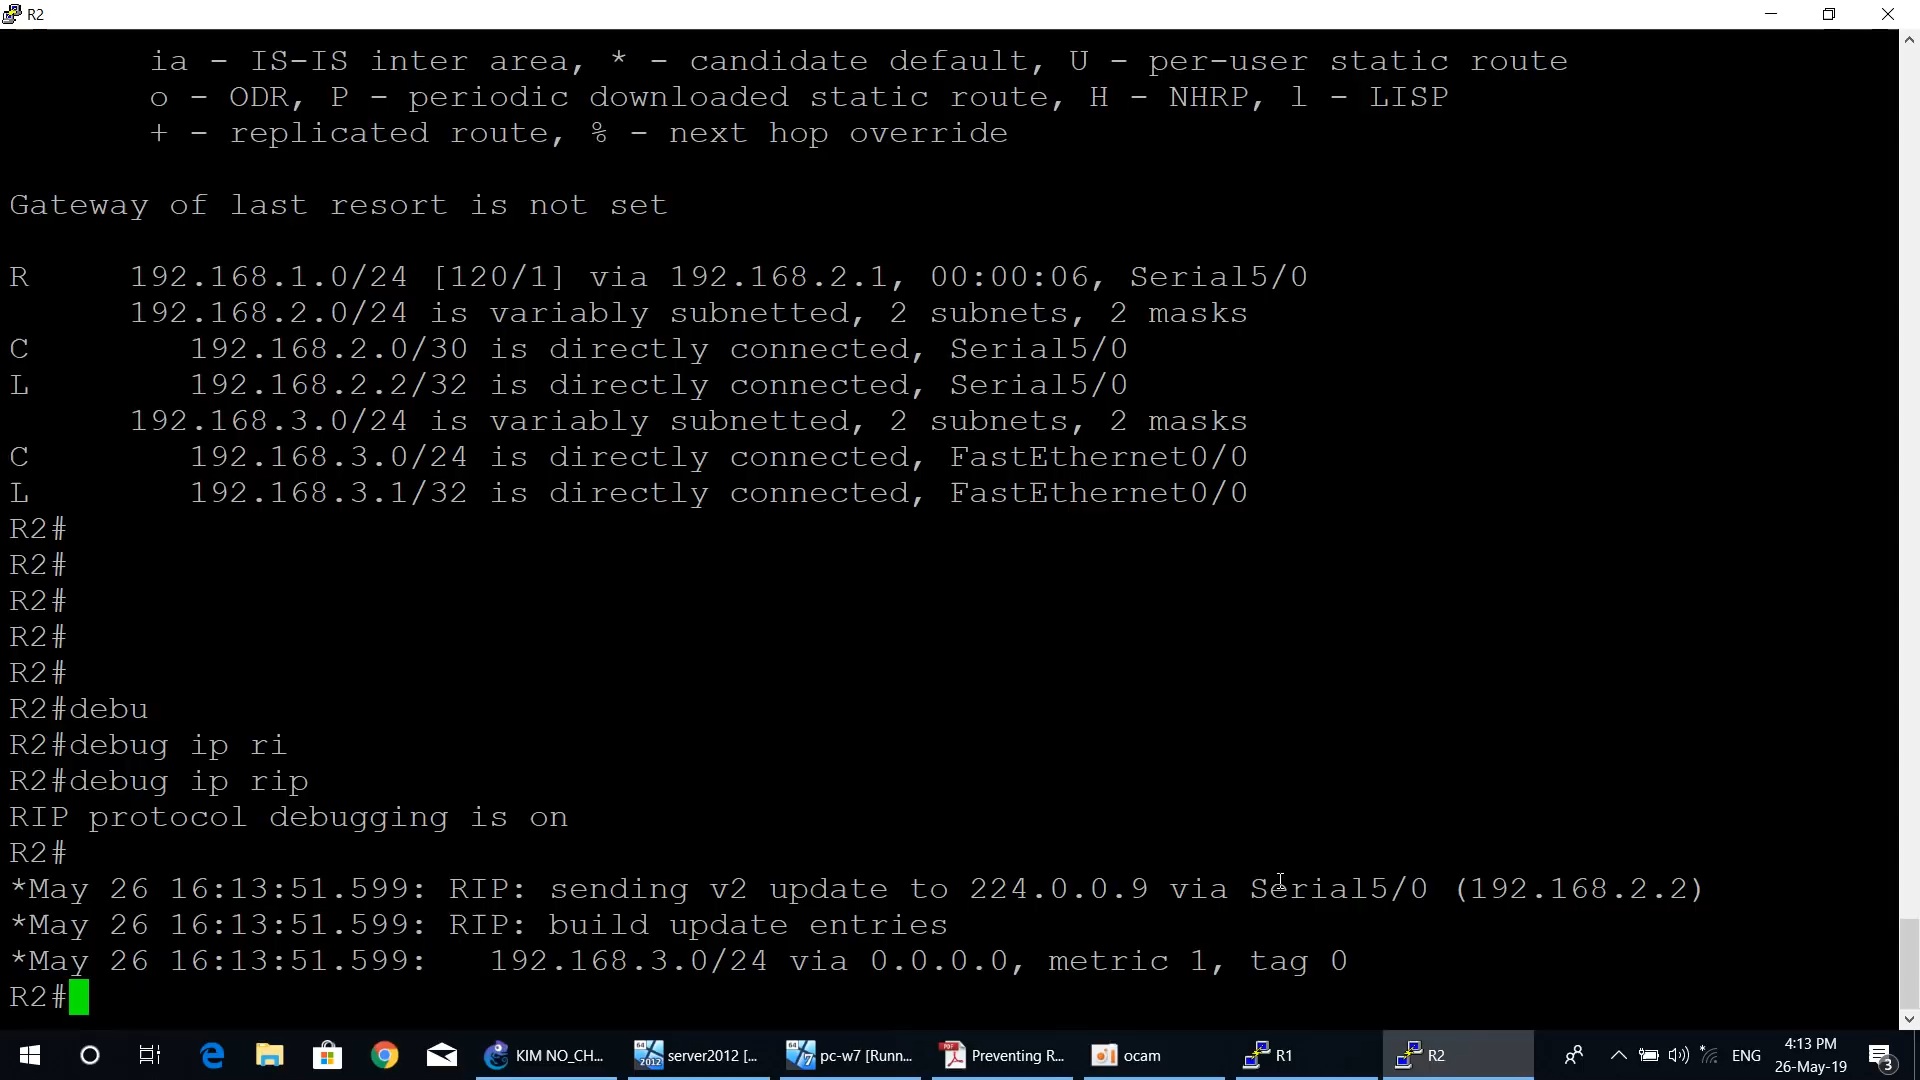 R2
ia - IS-IS inter area, * - candidate default, U - per-user static route
o - ODR, P - periodic downloaded static route, H - NHRP, l - LISP
+ - replicated route, % - next hop override
Gateway of last resort is not set
R 192.168.1.0/24 [120/1] via 192.168.2.1, 00:00:06, Serial5/0
192.168.2.0/24 is variably subnetted, 2 subnets, 2 masks
C 192.168.2.0/30 is directly connected, Serial5/0
L 192.168.2.2/32 is directly connected, Serial5/0
192.168.3.0/24 is variably subnetted, 2 subnets, 2 masks
C 192.168.3.0/24 is directly connected, FastEthernet0/0
L 192.168.3.1/32 is directly connected, FastEthernet0/0
R2#
R2#
R2#
R2#
R2#
R2#debu
R2#debug ip ri
R2#debug ip rip
RIP protocol debugging is on
R2#
*May 26 16:13:51.599: RIP: sending v2 update to 224.0.0.9 via Serial5/0 (192.168.2.2)
*May 26 16:13:51.599: RIP: build update entries
*May 26 16:13:51.599: 192.168.3.0/24 via 0.0.0.0, metric 1, tag 0
R2#
KIM NO_CH... 64 2012 server2012 [... 64 7 pc-w7 [Runn... PDF Preventing R... ocam R1 R2 ENG 4:13 PM
26-May-19 3